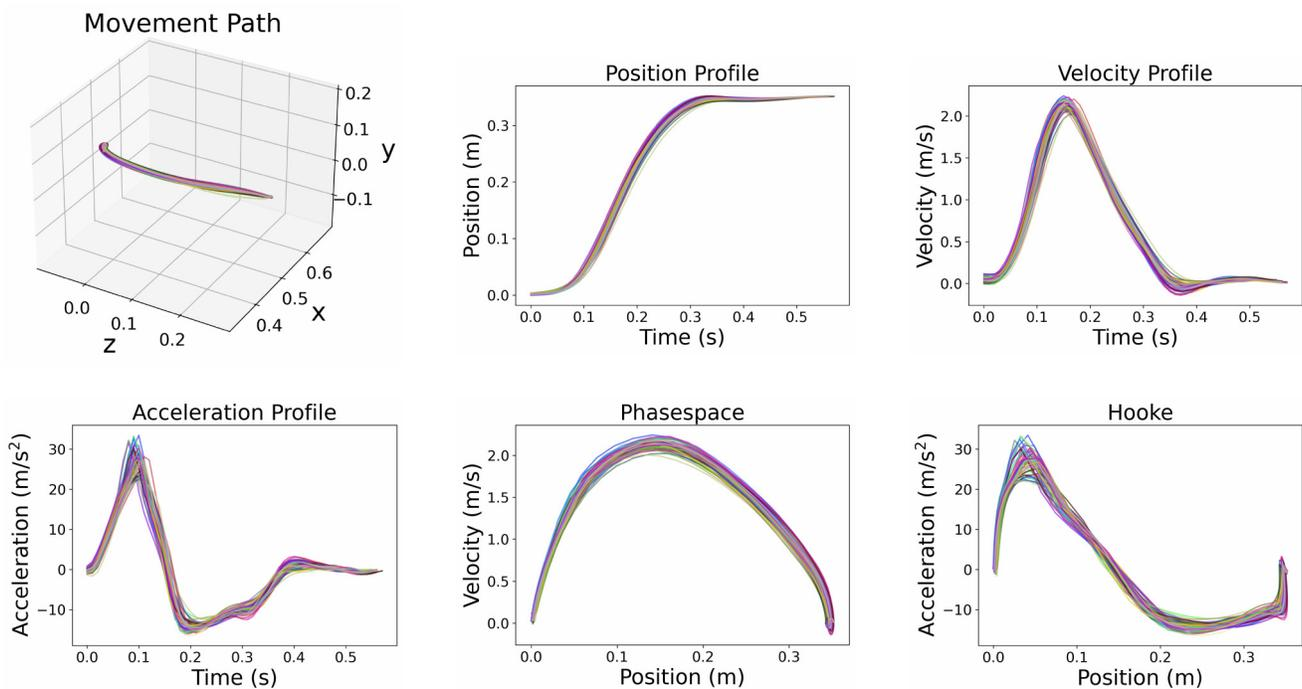 Movement Path
0.2
0.1
0.0
−0.1
y
0.6
0.5
0.4
x
0.0
0.1
0.2
z
Position Profile
0.3
0.2
0.1
0.0
Position (m)
0.0 0.1 0.2 0.3 0.4 0.5
Time (s)
Velocity Profile
2.0
1.5
1.0
0.5
0.0
Velocity (m/s)
0.0 0.1 0.2 0.3 0.4 0.5
Time (s)
Acceleration Profile
30
20
10
0
−10
Acceleration (m/s²)
0.0 0.1 0.2 0.3 0.4 0.5
Time (s)
Phasespace
2.0
1.5
1.0
0.5
0.0
Velocity (m/s)
0.0 0.1 0.2 0.3
Position (m)
Hooke
30
20
10
0
−10
Acceleration (m/s²)
0.0 0.1 0.2 0.3
Position (m)